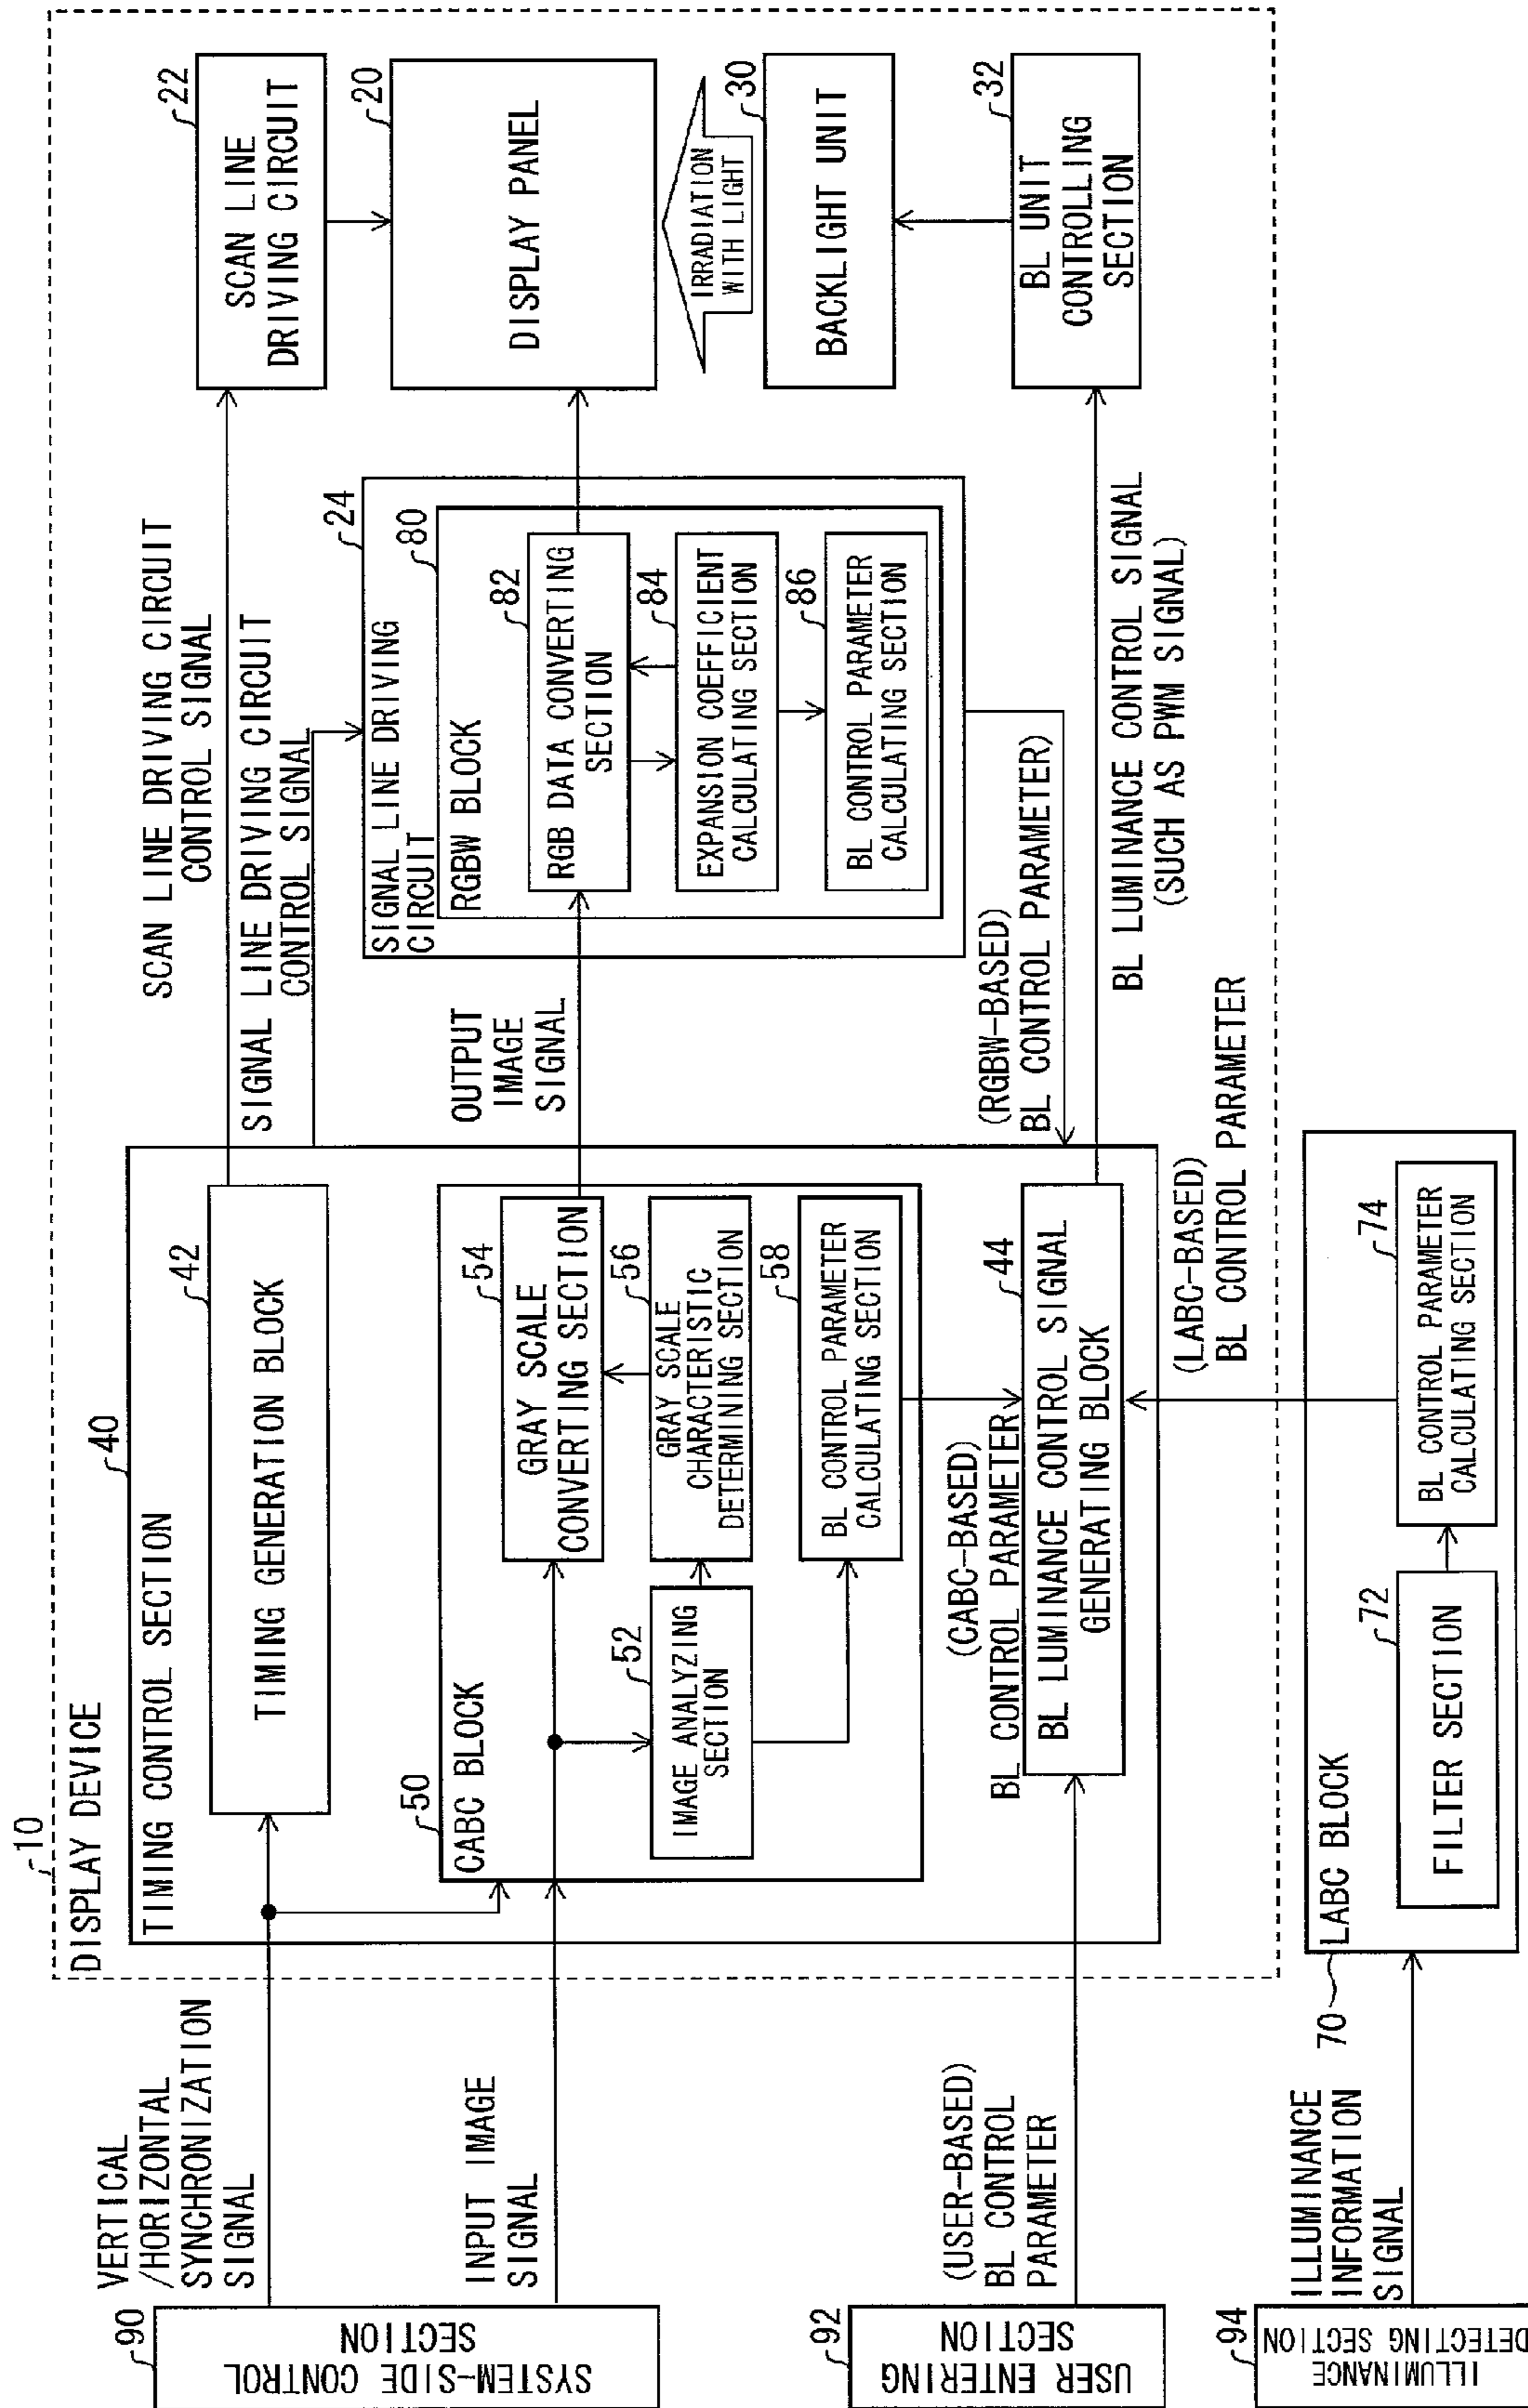 10
DISPLAY DEVICE
40
TIMING CONTROL SECTION
42
TIMING GENERATION BLOCK
50
CABC BLOCK
54
GRAY SCALE
CONVERTING SECTION
56
GRAY SCALE
CHARACTERISTIC
DETERMINING SECTION
52
IMAGE ANALYZING
SECTION
58
BL CONTROL PARAMETER
CALCULATING SECTION
(CABC-BASED)
BL CONTROL PARAMETER
44
BL LUMINANCE CONTROL SIGNAL
GENERATING BLOCK
90
SYSTEM-SIDE CONTROL
SECTION
VERTICAL
/HORIZONTAL
SYNCHRONIZATION
SIGNAL
INPUT IMAGE
SIGNAL
92
USER ENTERING
SECTION
(USER-BASED)
BL CONTROL
PARAMETER
94
ILLUMINANCE
DETECTING SECTION
ILLUMINANCE
INFORMATION
SIGNAL
70
LABC BLOCK
72
FILTER SECTION
74
BL CONTROL PARAMETER
CALCULATING SECTION
(LABC-BASED)
BL CONTROL PARAMETER
SCAN LINE DRIVING CIRCUIT
CONTROL SIGNAL
SIGNAL LINE DRIVING CIRCUIT
CONTROL SIGNAL
OUTPUT
IMAGE
SIGNAL
(RGBW-BASED)
BL CONTROL PARAMETER)
BL LUMINANCE CONTROL SIGNAL
(SUCH AS PWM SIGNAL)
24
SIGNAL LINE DRIVING
CIRCUIT
80
RGBW BLOCK
82
RGB DATA CONVERTING
SECTION
84
EXPANSION COEFFICIENT
CALCULATING SECTION
86
BL CONTROL PARAMETER
CALCULATING SECTION
22
SCAN LINE
DRIVING CIRCUIT
20
DISPLAY PANEL
IRRADIATION
WITH LIGHT
30
BACKLIGHT UNIT
32
BL UNIT
CONTROLLING
SECTION